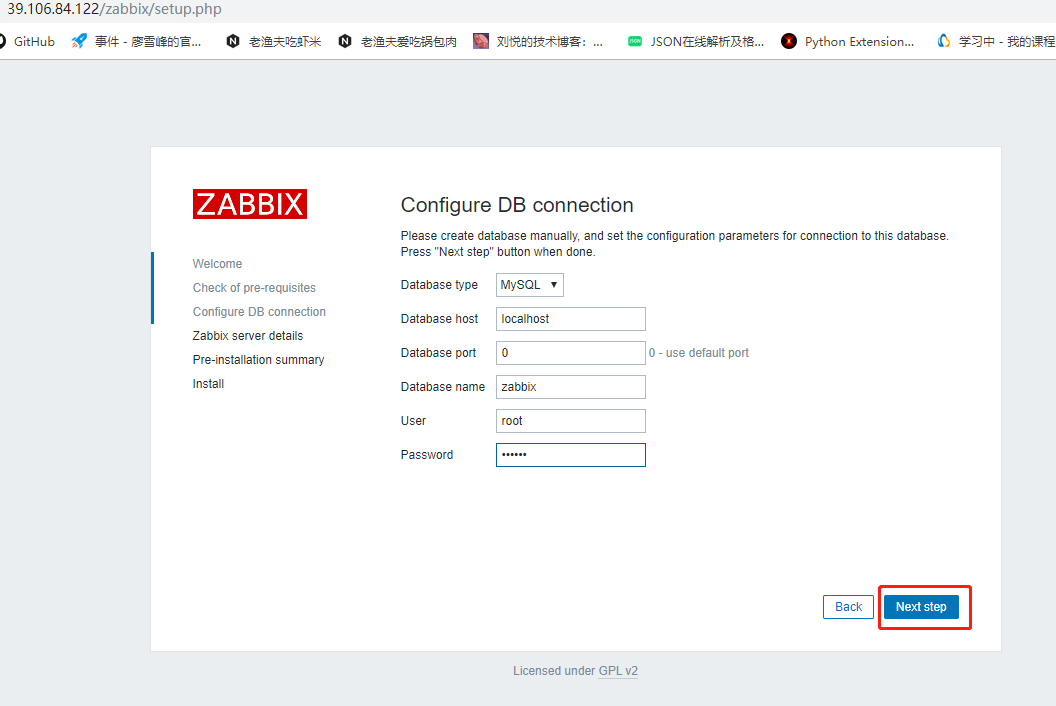 39.106.84.122/zabbix/setup.php
GitHub 事件 - 廖雪峰的官... 老渔夫吃虾米 老渔夫爱吃锅包肉 刘悦的技术博客: ... JSON JSON在线解析及格... Python Extension... 学习中 - 我的课程
ZABBIX
Welcome
Check of pre-requisites
Configure DB connection
Zabbix server details
Pre-installation summary
Install
Configure DB connection
Please create database manually, and set the configuration parameters for connection to this database.
Press "Next step" button when done.
Database type MySQL
Database host localhost
Database port 0 0 - use default port
Database name zabbix
User root
Password ••••••
Back Next step
Licensed under GPL v2